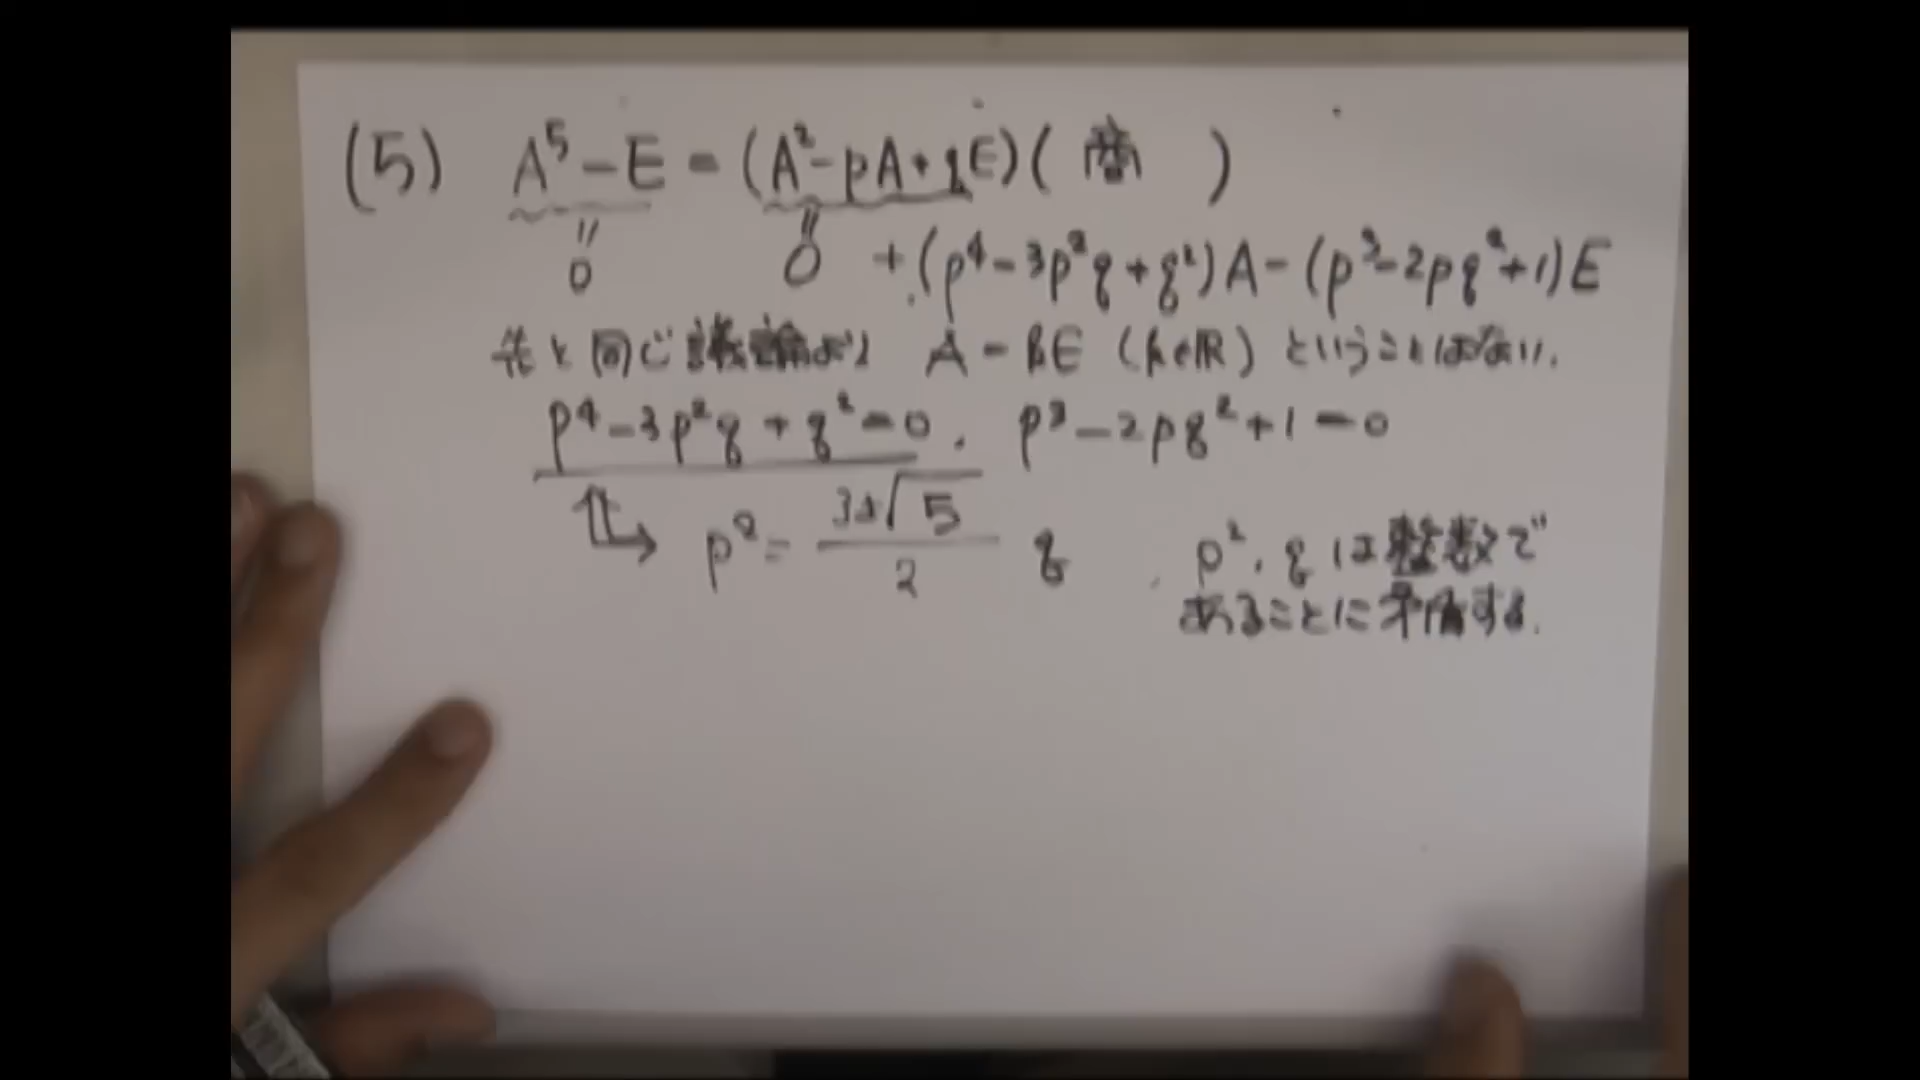 (5) A⁵-E=(A²-pA+qE)(商 )
〃 〃
0 0 +(p⁴-3p²q+q²)A-(p³-2pq²+1)E
先と同じ議論より A=kE (k∈ℝ) ということはない.
p⁴-3p²q+q²=0. p³-2pq²+1=0
p²= (3±√5)/2 q , p², q は整数で
あることに矛盾する.